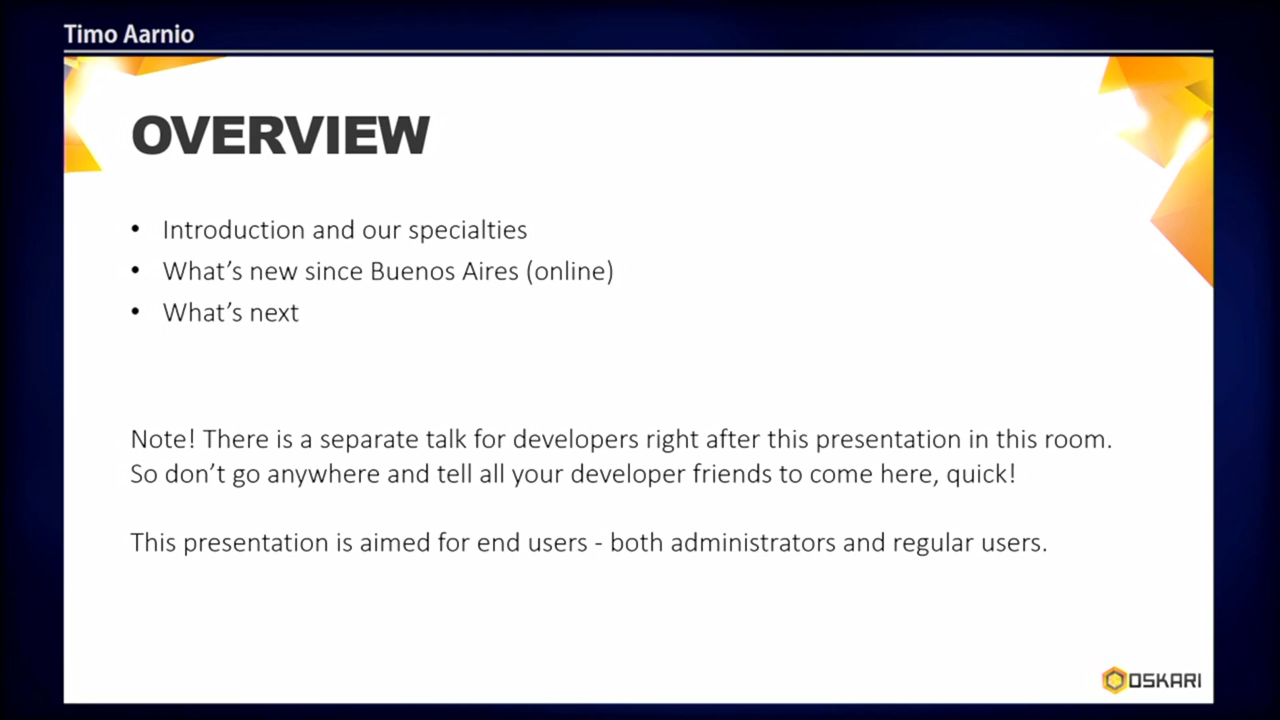 Timo Aarnio
OVERVIEW
• Introduction and our specialties
• What's new since Buenos Aires (online)
• What's next
Note! There is a separate talk for developers right after this presentation in this room.
So don't go anywhere and tell all your developer friends to come here, quick!
This presentation is aimed for end users - both administrators and regular users.
OSKARI